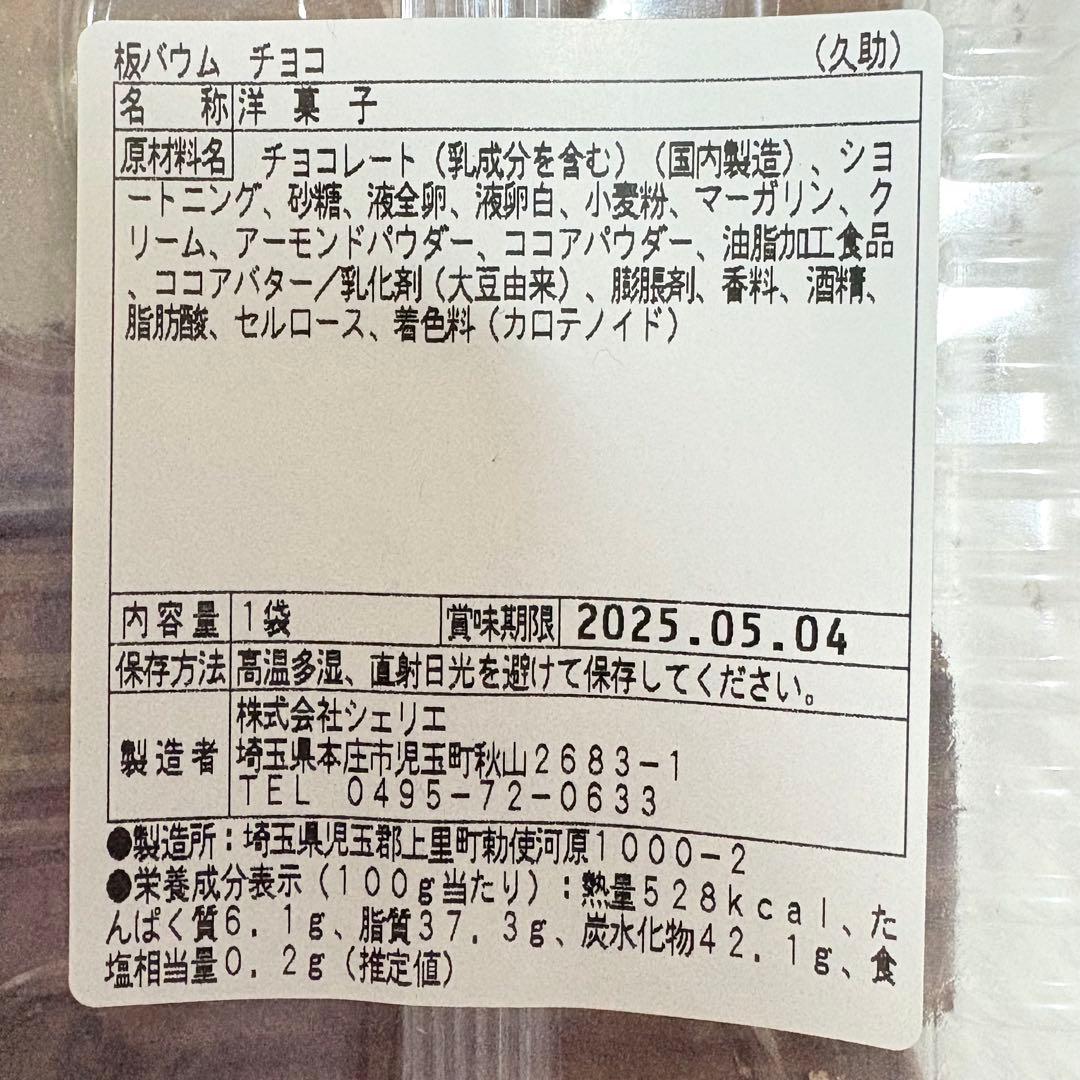 板バウム　チョコ　（久助）
名　称 洋　菓　子
原材料名 チョコレート（乳成分を含む）（国内製造）、ショ
ートニング、砂糖、液全卵、液卵白、小麦粉、マーガリン、ク
リーム、アーモンドパウダー、ココアパウダー、油脂加工食品
、ココアバター／乳化剤（大豆由来）、膨脹剤、香料、酒精、
脂肪酸、セルロース、着色料（カロテノイド）
内容量 1袋 賞味期限 2025.05.04
保存方法 高温多湿、直射日光を避けて保存してください。
製造者 株式会社シェリエ
埼玉県本庄市児玉町秋山２６８３−１
ＴＥＬ　０４９５−７２−０６３３
●製造所：埼玉県児玉郡上里町勅使河原１０００−２
●栄養成分表示（１００ｇ当たり）：熱量５２８ｋｃａｌ、た
んぱく質６．１ｇ、脂質３７．３ｇ、炭水化物４２．１ｇ、食
塩相当量０．２ｇ（推定値）